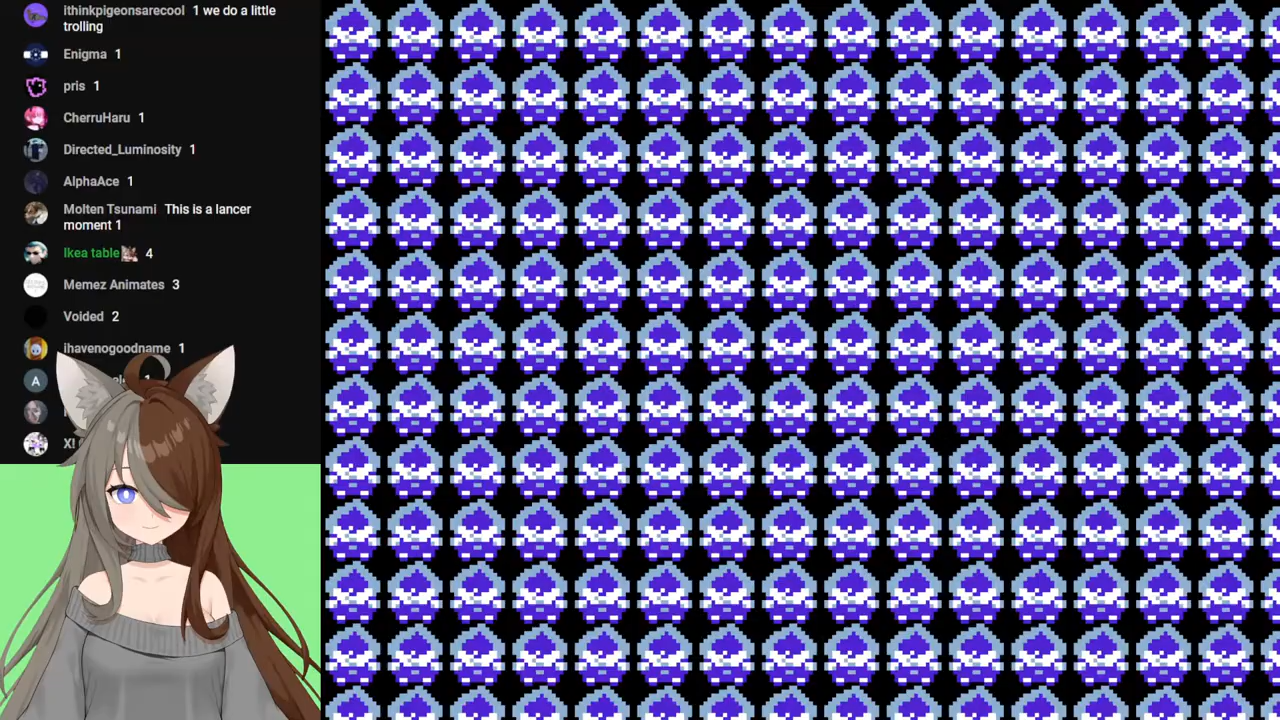 ithinkpigeonsarecool 1 we do a little
trolling
Enigma 1
pris 1
CherruHaru 1
Directed_Luminosity 1
AlphaAce 1
Molten Tsunami This is a lancer
moment 1
Ikea table 4
Memez Animates 3
Voided 2
ihavenogoodname 1
A
X!